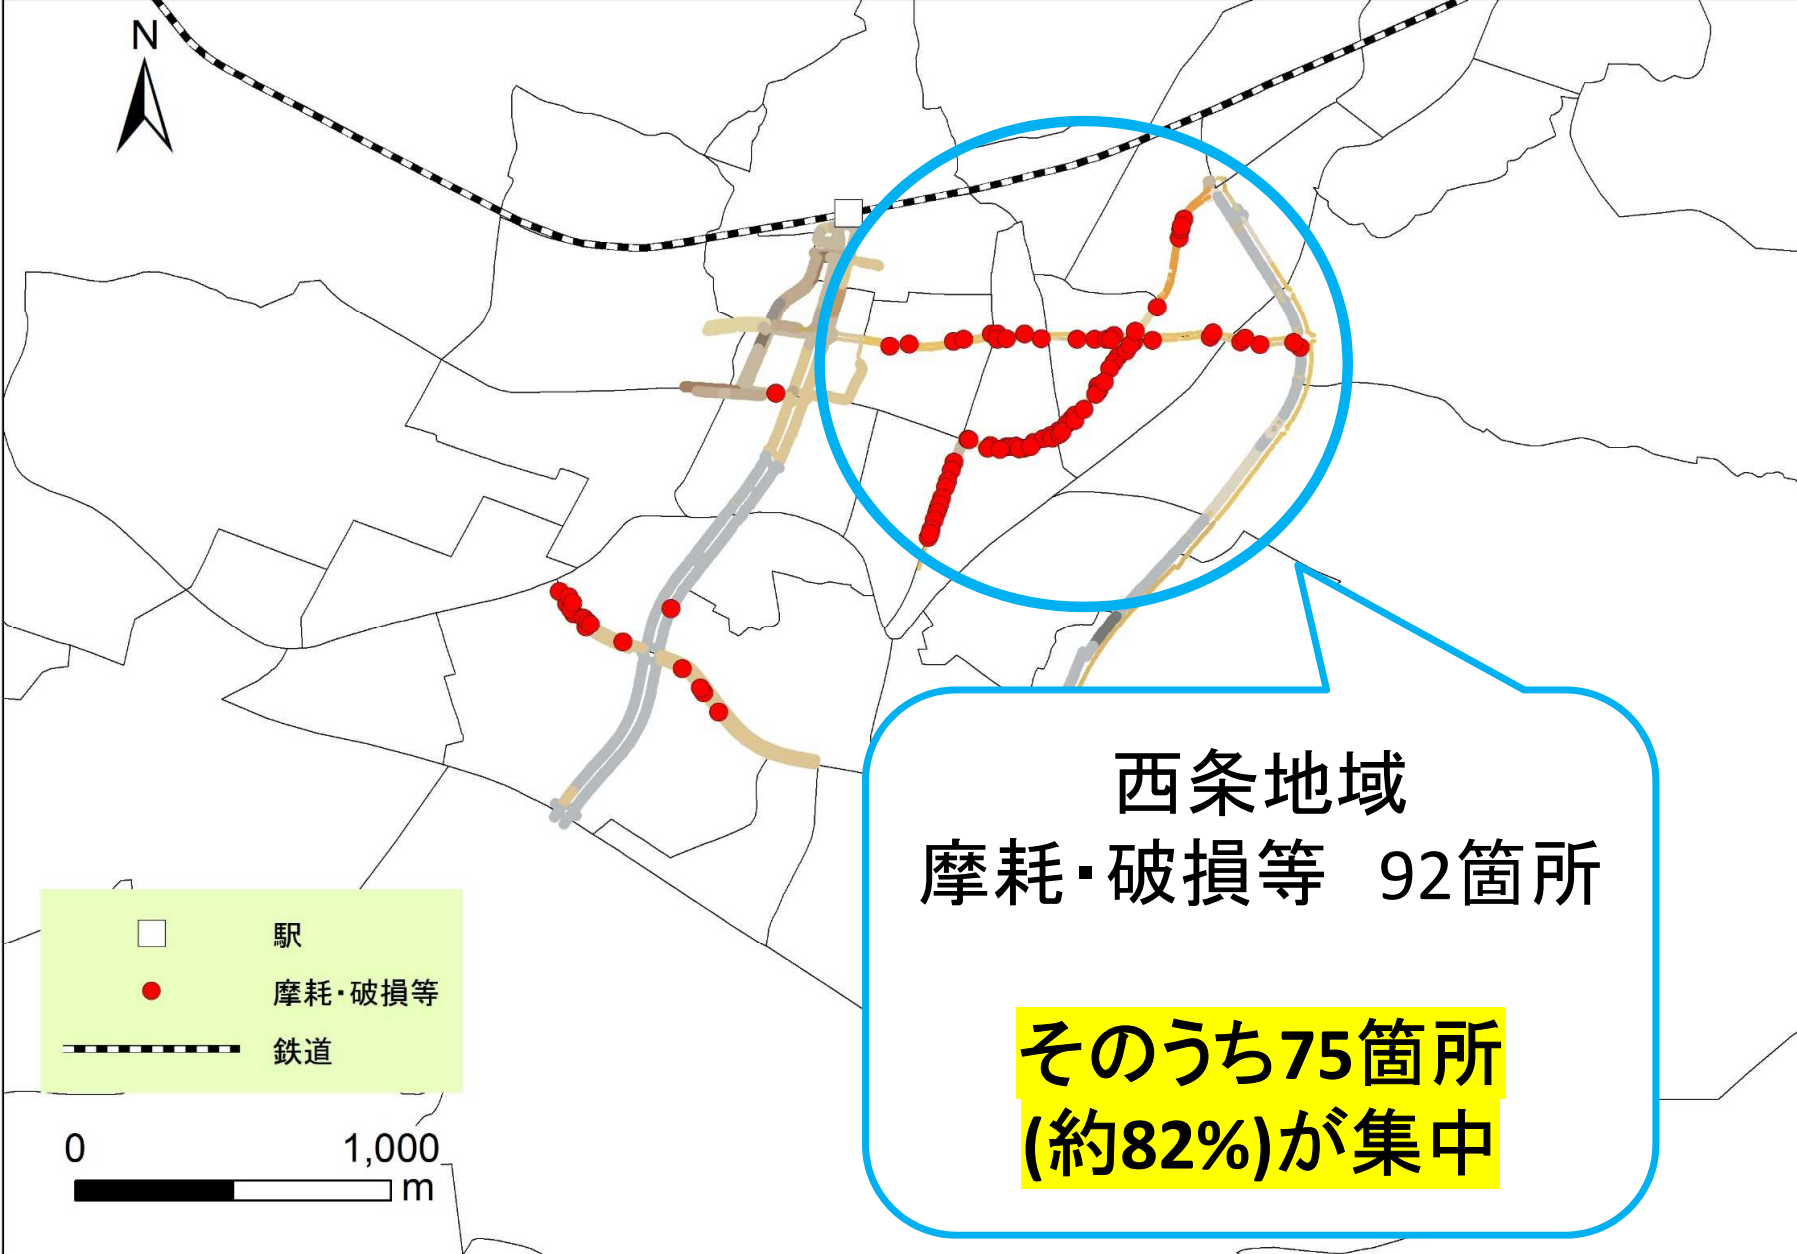 N
西条地域
摩耗・破損等　92箇所
そのうち75箇所
(約82%)が集中
駅
摩耗・破損等
鉄道
0 1,000
m